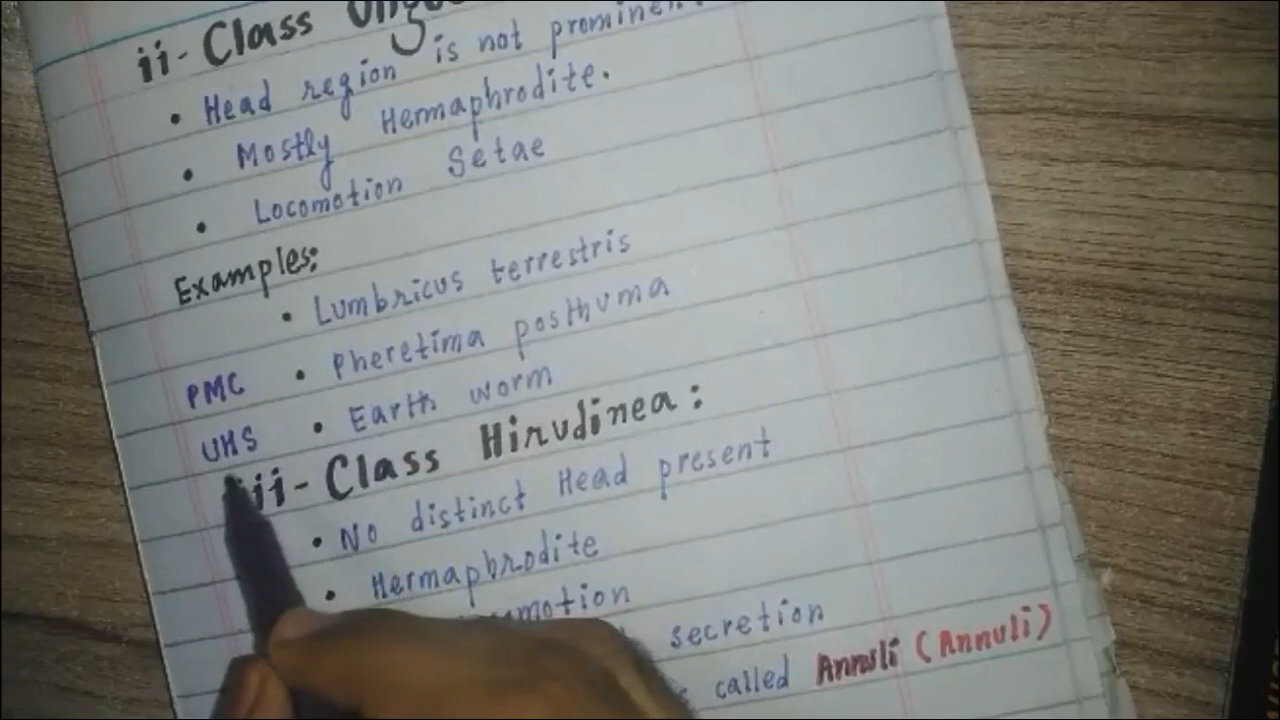 ii- Class
• Head region is not prominent
• Mostly Hermaphrodite.
• Locomotion Setae
Examples:
• Lumbricus terrestris
PMC • Pheretima posthuma
UHS • Earth worm
iii- Class Hirudinea:
• No distinct Head present
• Hermaphrodite
secretion
called Annuli (Annuli)